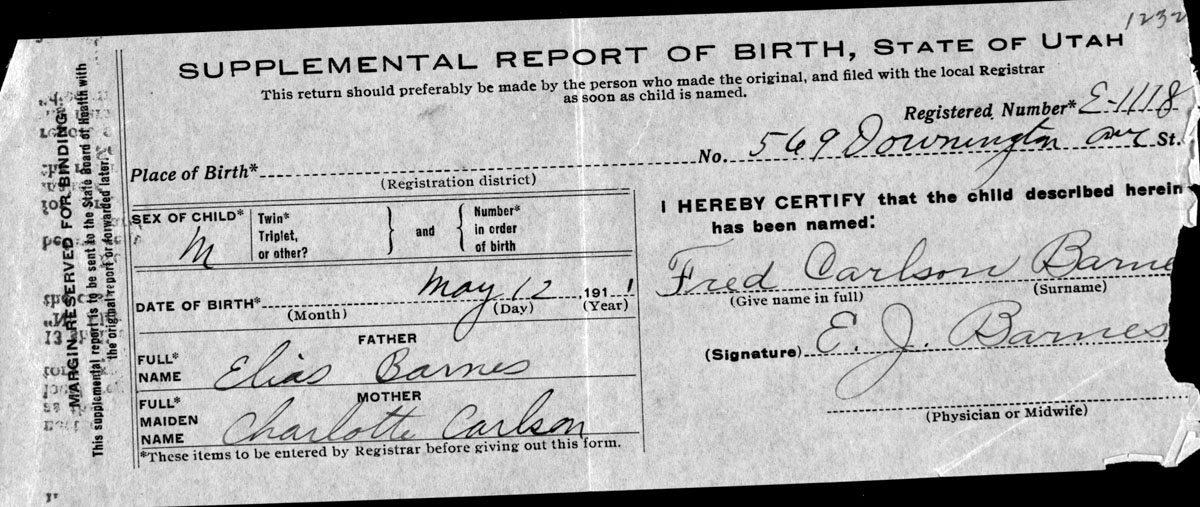 1232
SUPPLEMENTAL REPORT OF BIRTH, STATE OF UTAH
This return should preferably be made by the person who made the original, and filed with the local Registrar
as soon as child is named.
Registered Number* E-1118
Place of Birth* No. 569 Downington Ave St.
(Registration district)
SEX OF CHILD* M
Twin*
Triplet,
or other?
and
Number*
in order
of birth
DATE OF BIRTH* May 12 1911
(Month) (Day) (Year)
FATHER
FULL*
NAME Elias Barnes
MOTHER
FULL*
MAIDEN
NAME Charlotte Carlson
*These items to be entered by Registrar before giving out this form.
I HEREBY CERTIFY that the child described herein
has been named:
Fred Carlson Barne
(Give name in full) (Surname)
(Signature) E. J. Barnes
(Physician or Midwife)
MARGIN RESERVED FOR BINDING.
This supplemental report is to be sent to the State Board of Health with
the original report or forwarded later.